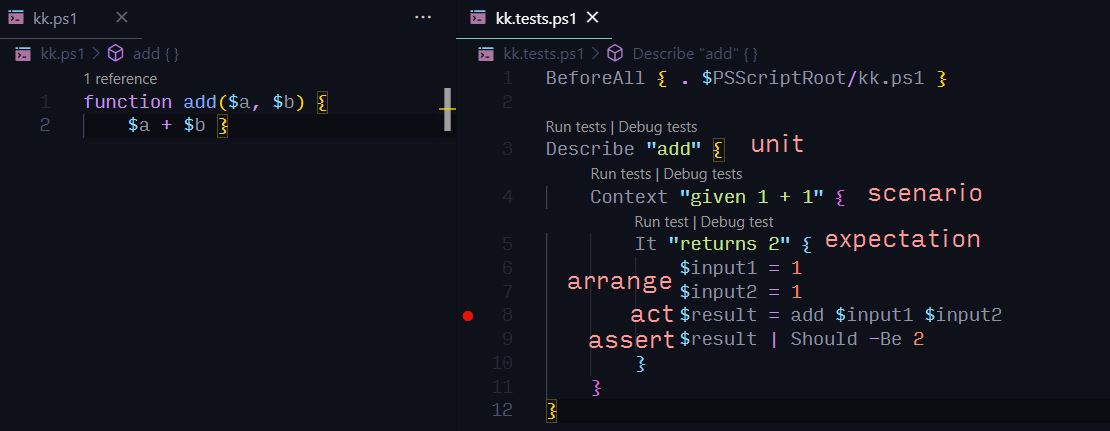 kk.ps1
kk.ps1 > add { }
1 reference
1 function add($a, $b) {
2 $a + $b }
kk.tests.ps1
kk.tests.ps1 > Describe "add" { }
1 BeforeAll { . $PSScriptRoot/kk.ps1 }
2
Run tests | Debug tests
3 Describe "add" { unit
Run tests | Debug tests
4 Context "given 1 + 1" { scenario
Run test | Debug test
5 It "returns 2" { expectation
6 $input1 = 1
arrange
7 $input2 = 1
8 act $result = add $input1 $input2
9 assert $result | Should -Be 2
10 }
11 }
12 }